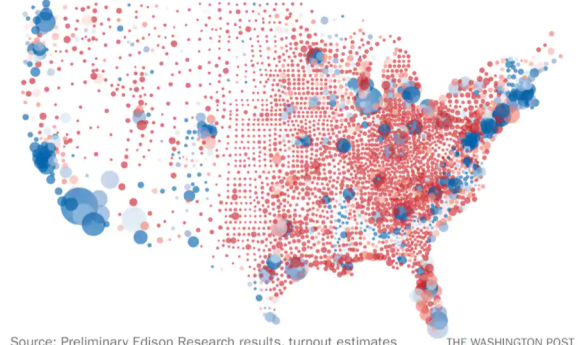 Source: Preliminary Edison Research results, turnout estimates
THE WASHINGTON POST